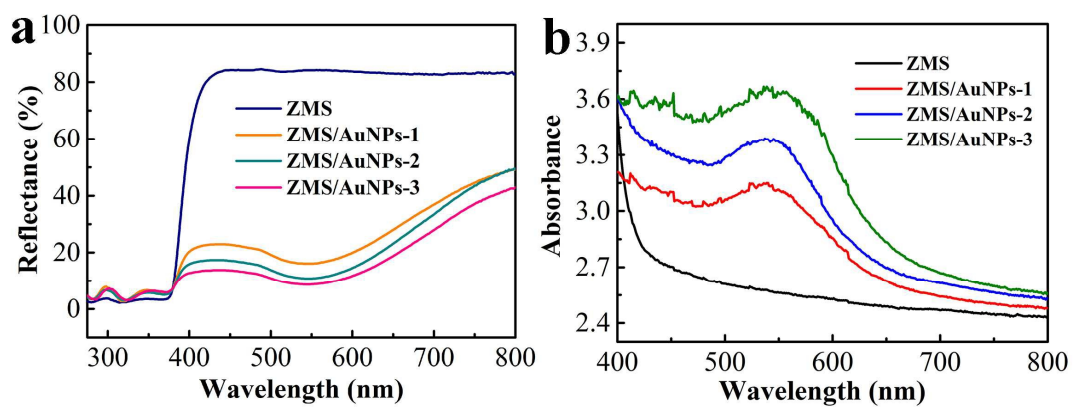 a
100
80
60
40
20
0
Reflectance (%)
ZMS
ZMS/AuNPs-1
ZMS/AuNPs-2
ZMS/AuNPs-3
300 400 500 600 700 800
Wavelength (nm)
b
3.9
3.6
3.3
3.0
2.7
2.4
Absorbance
ZMS
ZMS/AuNPs-1
ZMS/AuNPs-2
ZMS/AuNPs-3
400 500 600 700 800
Wavelength (nm)